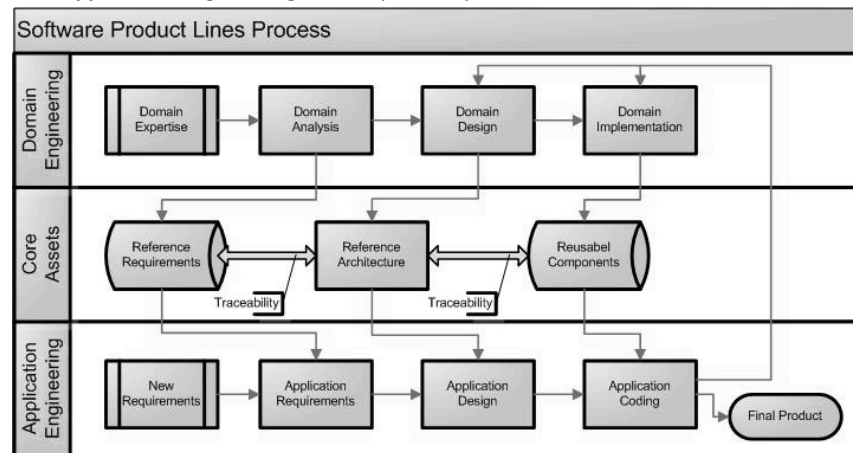 Software Product Lines Process
Domain
Engineering
Domain
Expertise
Domain
Analysis
Domain
Design
Domain
Implementation
Core
Assets
Reference
Requirements
Reference
Architecture
Reusabel
Components
Traceability
Traceability
Application
Engineering
New
Requirements
Application
Requirements
Application
Design
Application
Coding
Final Product